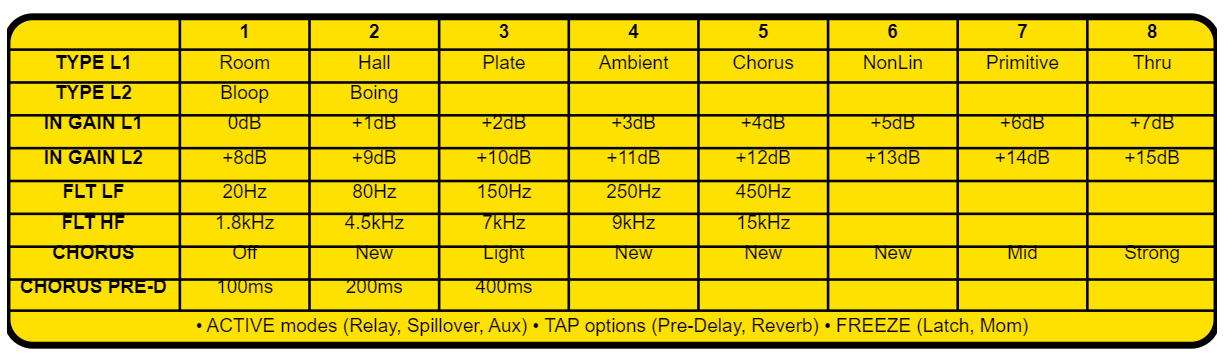 1 2 3 4 5 6 7 8
TYPE L1 Room Hall Plate Ambient Chorus NonLin Primitive Thru
TYPE L2 Bloop Boing
IN GAIN L1 0dB +1dB +2dB +3dB +4dB +5dB +6dB +7dB
IN GAIN L2 +8dB +9dB +10dB +11dB +12dB +13dB +14dB +15dB
FLT LF 20Hz 80Hz 150Hz 250Hz 450Hz
FLT HF 1.8kHz 4.5kHz 7kHz 9kHz 15kHz
CHORUS Off New Light New New New Mid Strong
CHORUS PRE-D 100ms 200ms 400ms
• ACTIVE modes (Relay, Spillover, Aux) • TAP options (Pre-Delay, Reverb) • FREEZE (Latch, Mom)